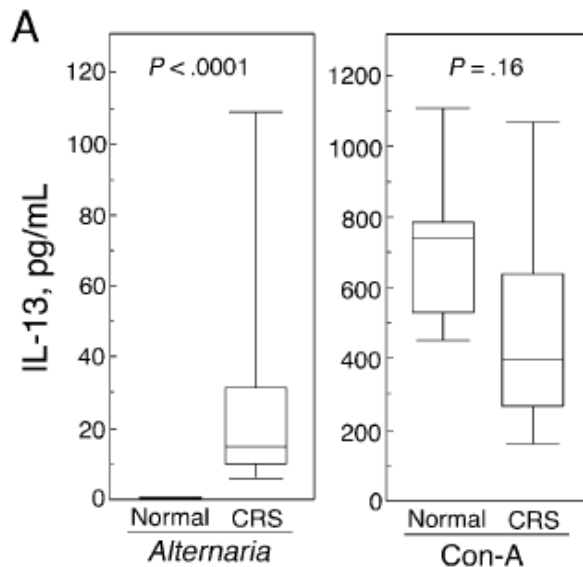 A
IL-13, pg/mL
P < .0001
120
100
80
60
40
20
0
Normal CRS
Alternaria
P = .16
1200
1000
800
600
400
200
0
Normal CRS
Con-A